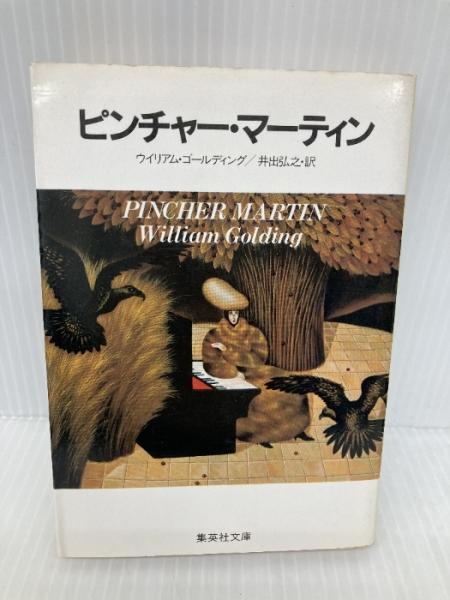 ピンチャー・マーティン
ウイリアム・ゴールディング/井出弘之・訳
PINCHER MARTIN
William Golding
集英社文庫